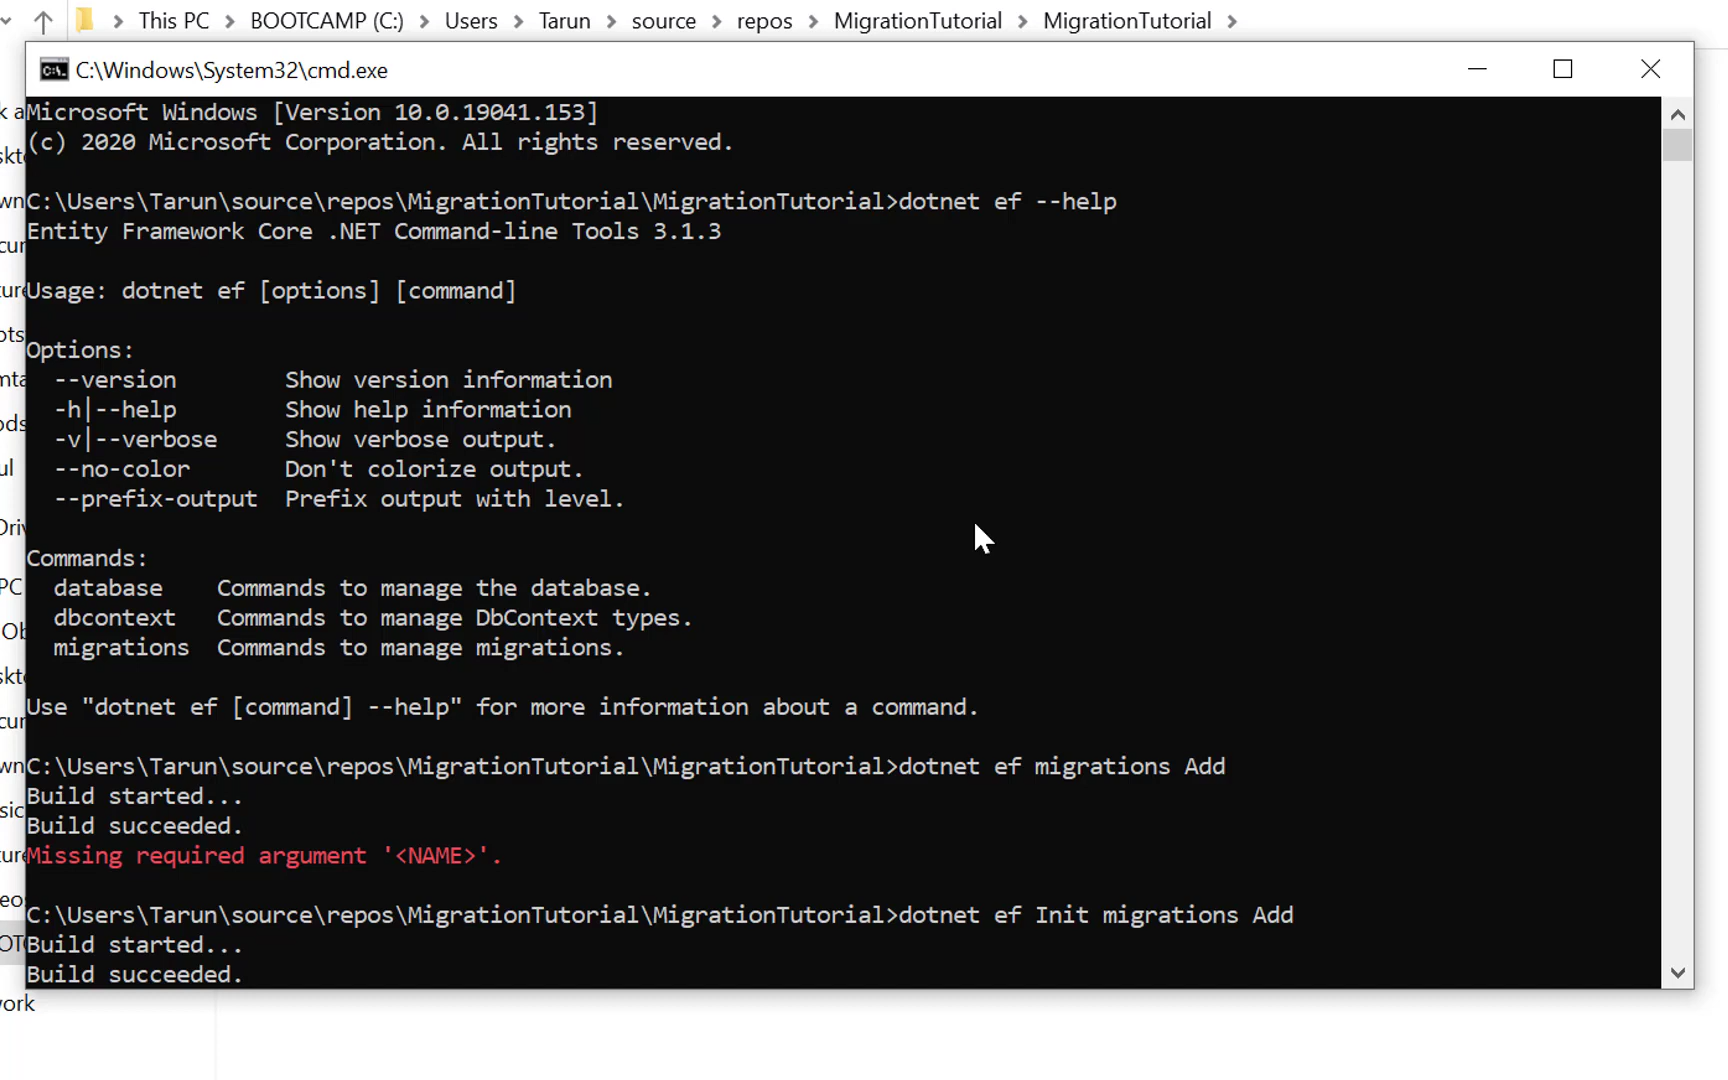 This PC > BOOTCAMP (C:) > Users > Tarun > source > repos > MigrationTutorial > MigrationTutorial >
C:\Windows\System32\cmd.exe
Microsoft Windows [Version 10.0.19041.153]
(c) 2020 Microsoft Corporation. All rights reserved.
C:\Users\Tarun\source\repos\MigrationTutorial\MigrationTutorial>dotnet ef --help
Entity Framework Core .NET Command-line Tools 3.1.3
Usage: dotnet ef [options] [command]
Options:
--version Show version information
-h|--help Show help information
-v|--verbose Show verbose output.
--no-color Don't colorize output.
--prefix-output Prefix output with level.
Commands:
database Commands to manage the database.
dbcontext Commands to manage DbContext types.
migrations Commands to manage migrations.
Use "dotnet ef [command] --help" for more information about a command.
C:\Users\Tarun\source\repos\MigrationTutorial\MigrationTutorial>dotnet ef migrations Add
Build started...
Build succeeded.
Missing required argument '<NAME>'.
C:\Users\Tarun\source\repos\MigrationTutorial\MigrationTutorial>dotnet ef Init migrations Add
Build started...
Build succeeded.